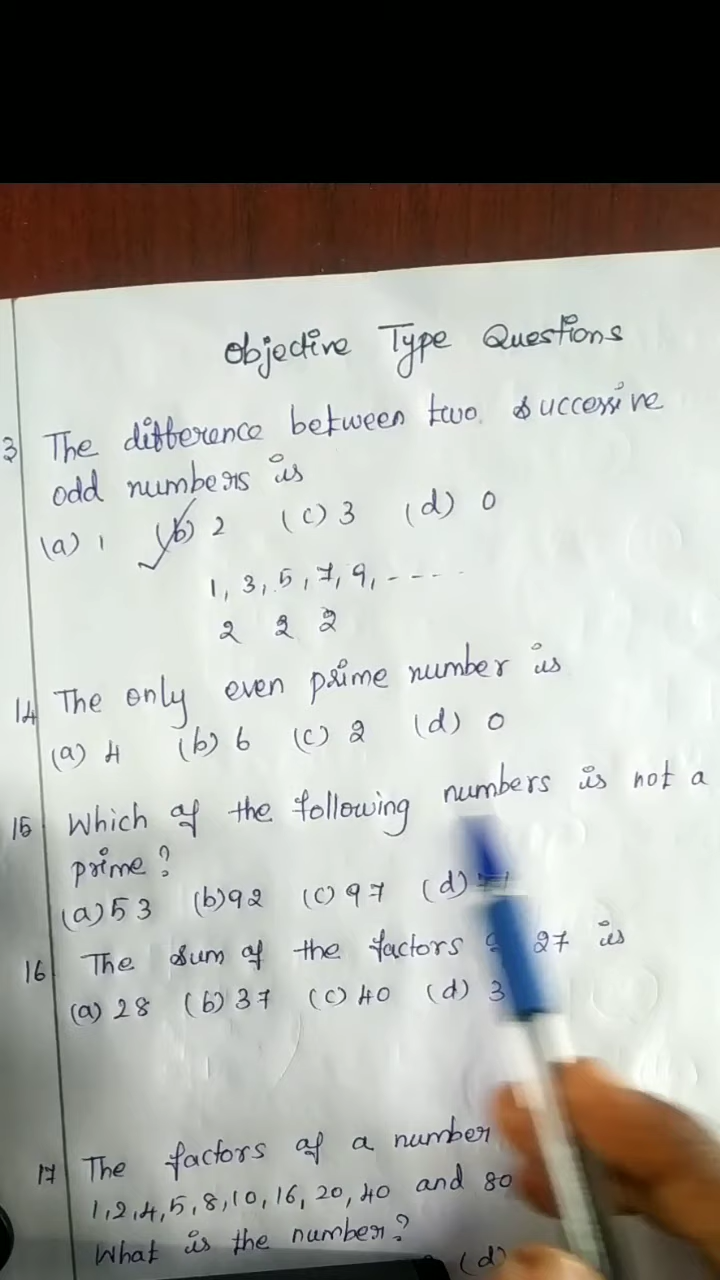 Objective Type Questions
3 The difference between two successive
odd numbers is
(a) 1 (b) 2 (c) 3 (d) 0
1, 3, 5, 7, 9, - - - - -
2 2 2
14 The only even prime number is
(a) 4 (b) 6 (c) 2 (d) 0
15 Which of the following numbers is not a
prime?
(a) 53 (b) 92 (c) 97 (d)
16 The sum of the factors 27 is
(a) 28 (b) 37 (c) 40 (d) 3
17 The factors of a number
1, 2, 4, 5, 8, 10, 16, 20, 40 and 80
What is the number?
(d)